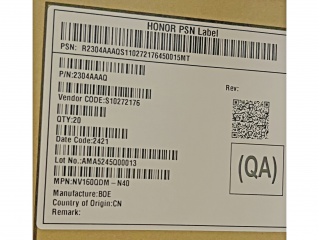 HONOR PSN Label
PSN: R2304AAAQS110272176450015MT
P/N:2304AAAQ
Rev:
Vendor CODE:S10272176
QTY:20
Date Code:2421
Lot No.:AMA5245Q00013
(QA)
MPN:NV160QDM-N40
Manufacturer:BOE
Country of Origin:CN
Remark: